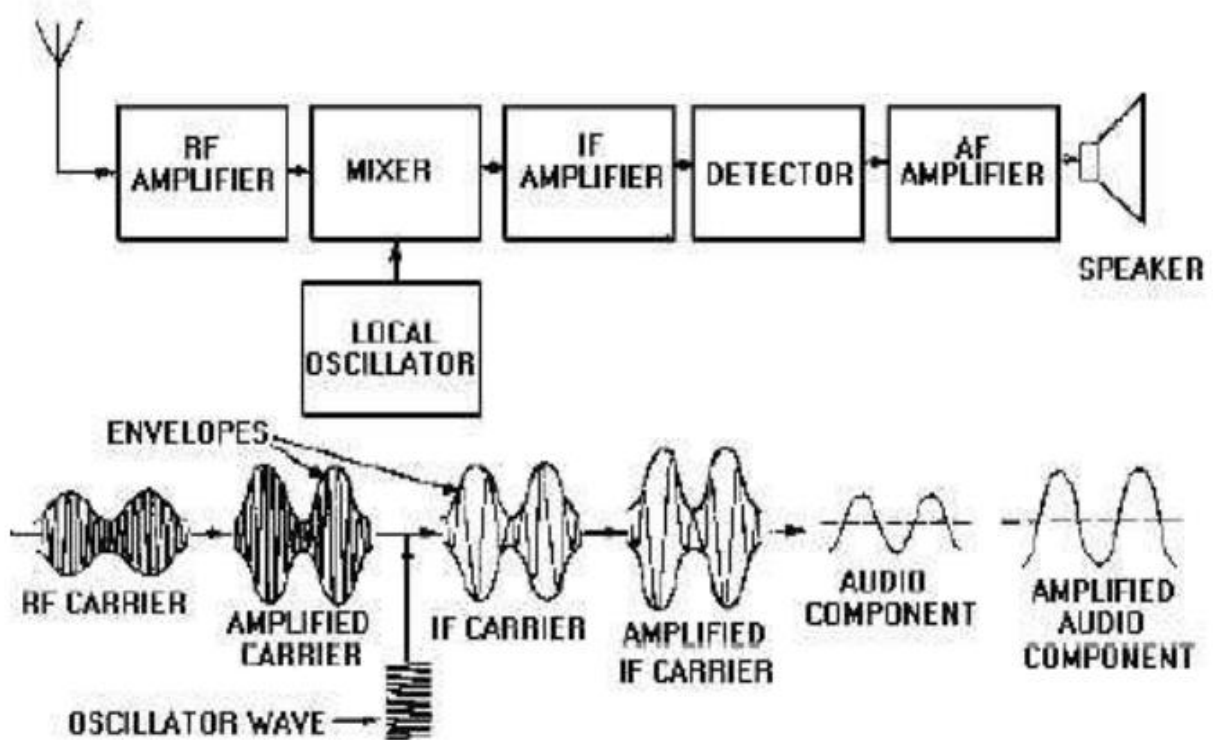 RF
AMPLIFIER
MIXER
IF
AMPLIFIER
DETECTOR
AF
AMPLIFIER
SPEAKER
LOCAL
OSCILLATOR
ENVELOPES
RF CARRIER
AMPLIFIED
CARRIER
IF CARRIER
AMPLIFIED
IF CARRIER
AUDIO
COMPONENT
AMPLIFIED
AUDIO
COMPONENT
OSCILLATOR WAVE